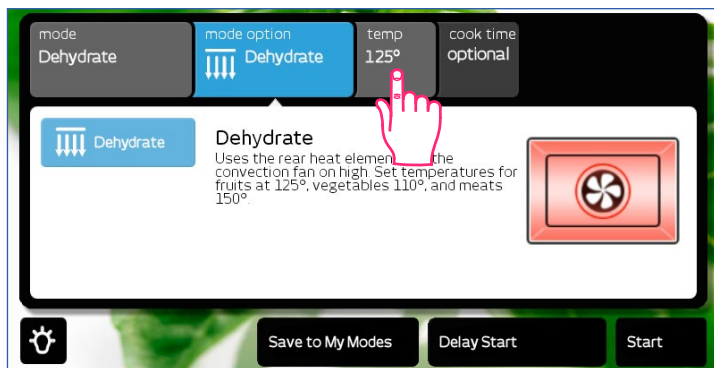 mode
Dehydrate
mode option
Dehydrate
temp
125°
cook time
optional
Dehydrate
Dehydrate
Uses the rear heat elemen the
convection fan on high. Set temperatures for
fruits at 125°, vegetables 110°, and meats
150°.
Save to My Modes
Delay Start
Start